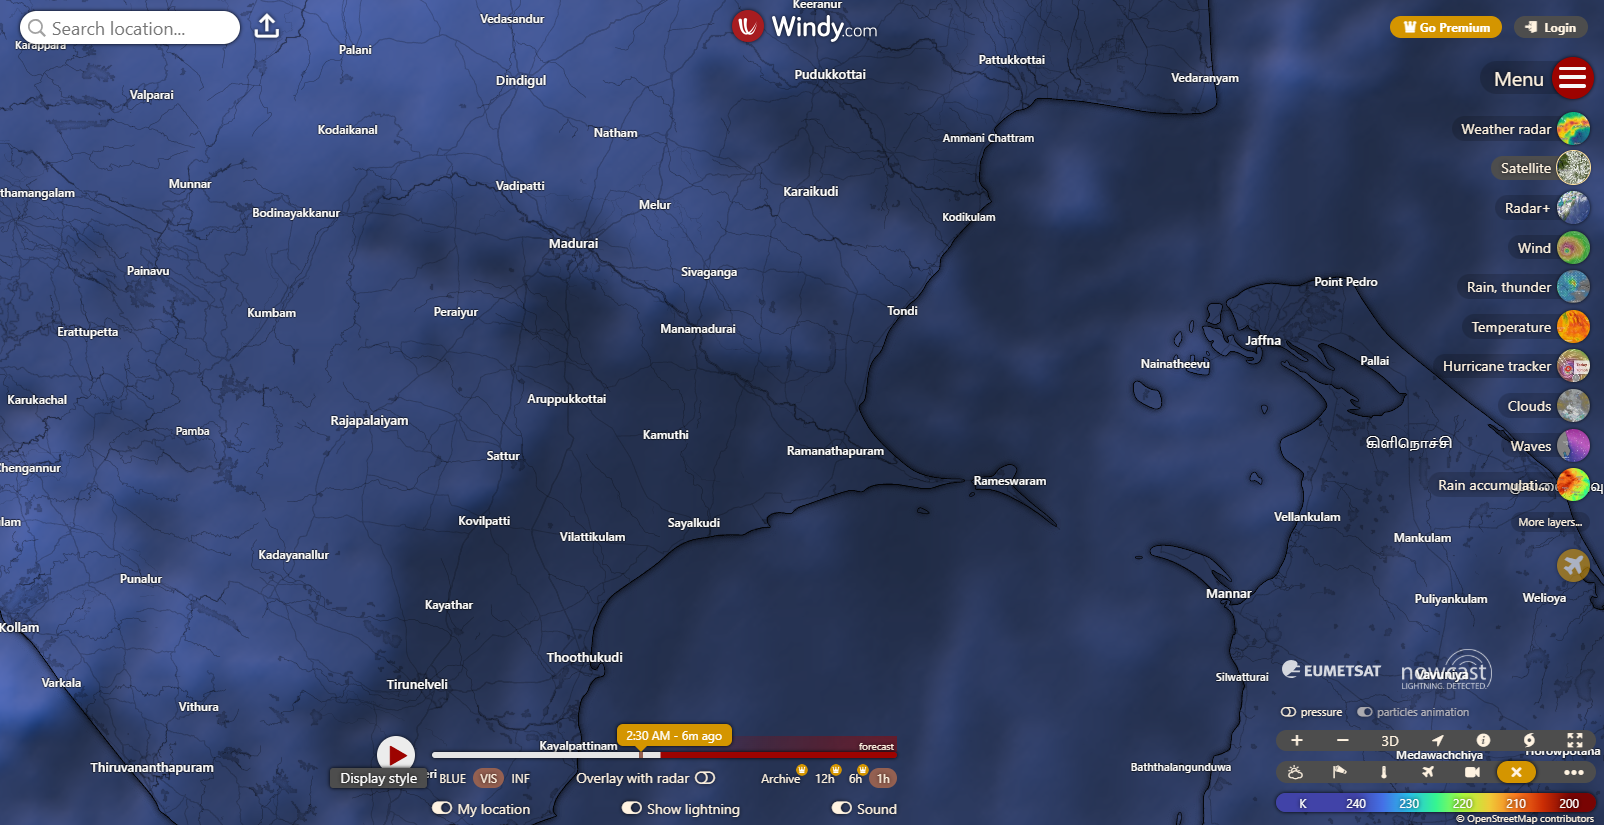 Search location...
Windy.com
Go Premium
Login
Menu
Weather radar
Satellite
Radar+
Wind
Rain, thunder
Temperature
Hurricane tracker
Clouds
Waves
Rain accumulati...
More layers...
Keeranur
Vedasandur
Karappara
Palani
Pattukkottai
Pudukkottai
Vedaranyam
Dindigul
Valparai
Kodaikanal
Natham
Ammani Chattram
Munnar
Vadipatti
Karaikudi
thamangalam
Melur
Bodinayakkanur
Kodikulam
Madurai
Painavu
Sivaganga
Point Pedro
Kumbam
Peraiyur
Tondi
Erattupetta
Manamadurai
Jaffna
Nainatheevu
Pallai
Karukachal
Aruppukkottai
Rajapalaiyam
Pamba
Kamuthi
கிளிநொச்சி
Ramanathapuram
Sattur
Chengannur
Rameswaram
Vellankulam
lam
Kovilpatti
Sayalkudi
Vilattikulam
Mankulam
Kadayanallur
Punalur
Mannar
Puliyankulam
Welioya
Kayathar
Kollam
Thoothukudi
Silwatturai
Vavuniya
Varkala
Tirunelveli
Vithura
Kayalpattinam
Medawachchiya
Horowpotana
Thiruvananthapuram
Baththalangunduwa
EUMETSAT
nowcast
LIGHTNING. DETECTED.
pressure
particles animation
3D
2:30 AM - 6m ago
forecast
Display style
eri
BLUE
VIS
INF
Overlay with radar
Archive
12h
6h
1h
My location
Show lightning
Sound
K 240 230 220 210 200
© OpenStreetMap contributors